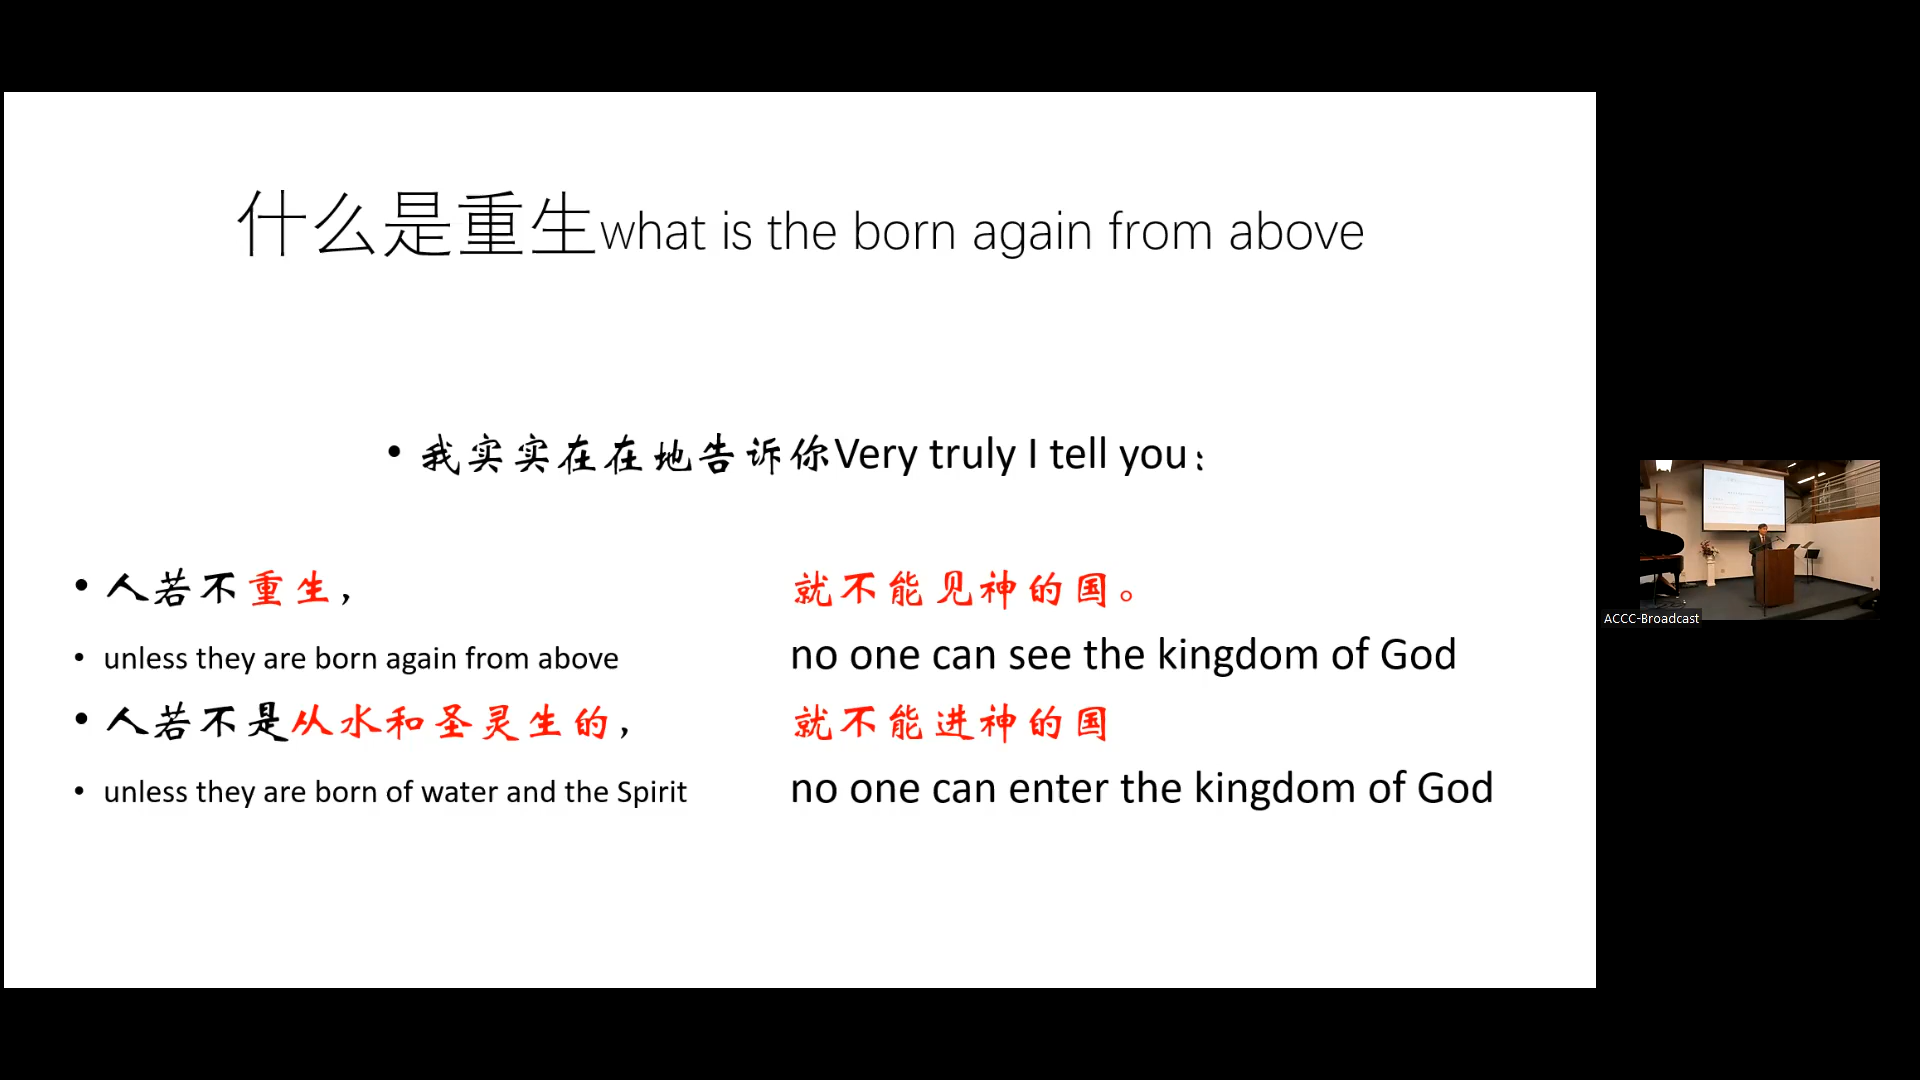 什么是重生what is the born again from above
• 我实实在在地告诉你Very truly I tell you：
• 人若不重生， 就不能见神的国。
• unless they are born again from above no one can see the kingdom of God
• 人若不是从水和圣灵生的， 就不能进神的国
• unless they are born of water and the Spirit no one can enter the kingdom of God
ACCC-Broadcast